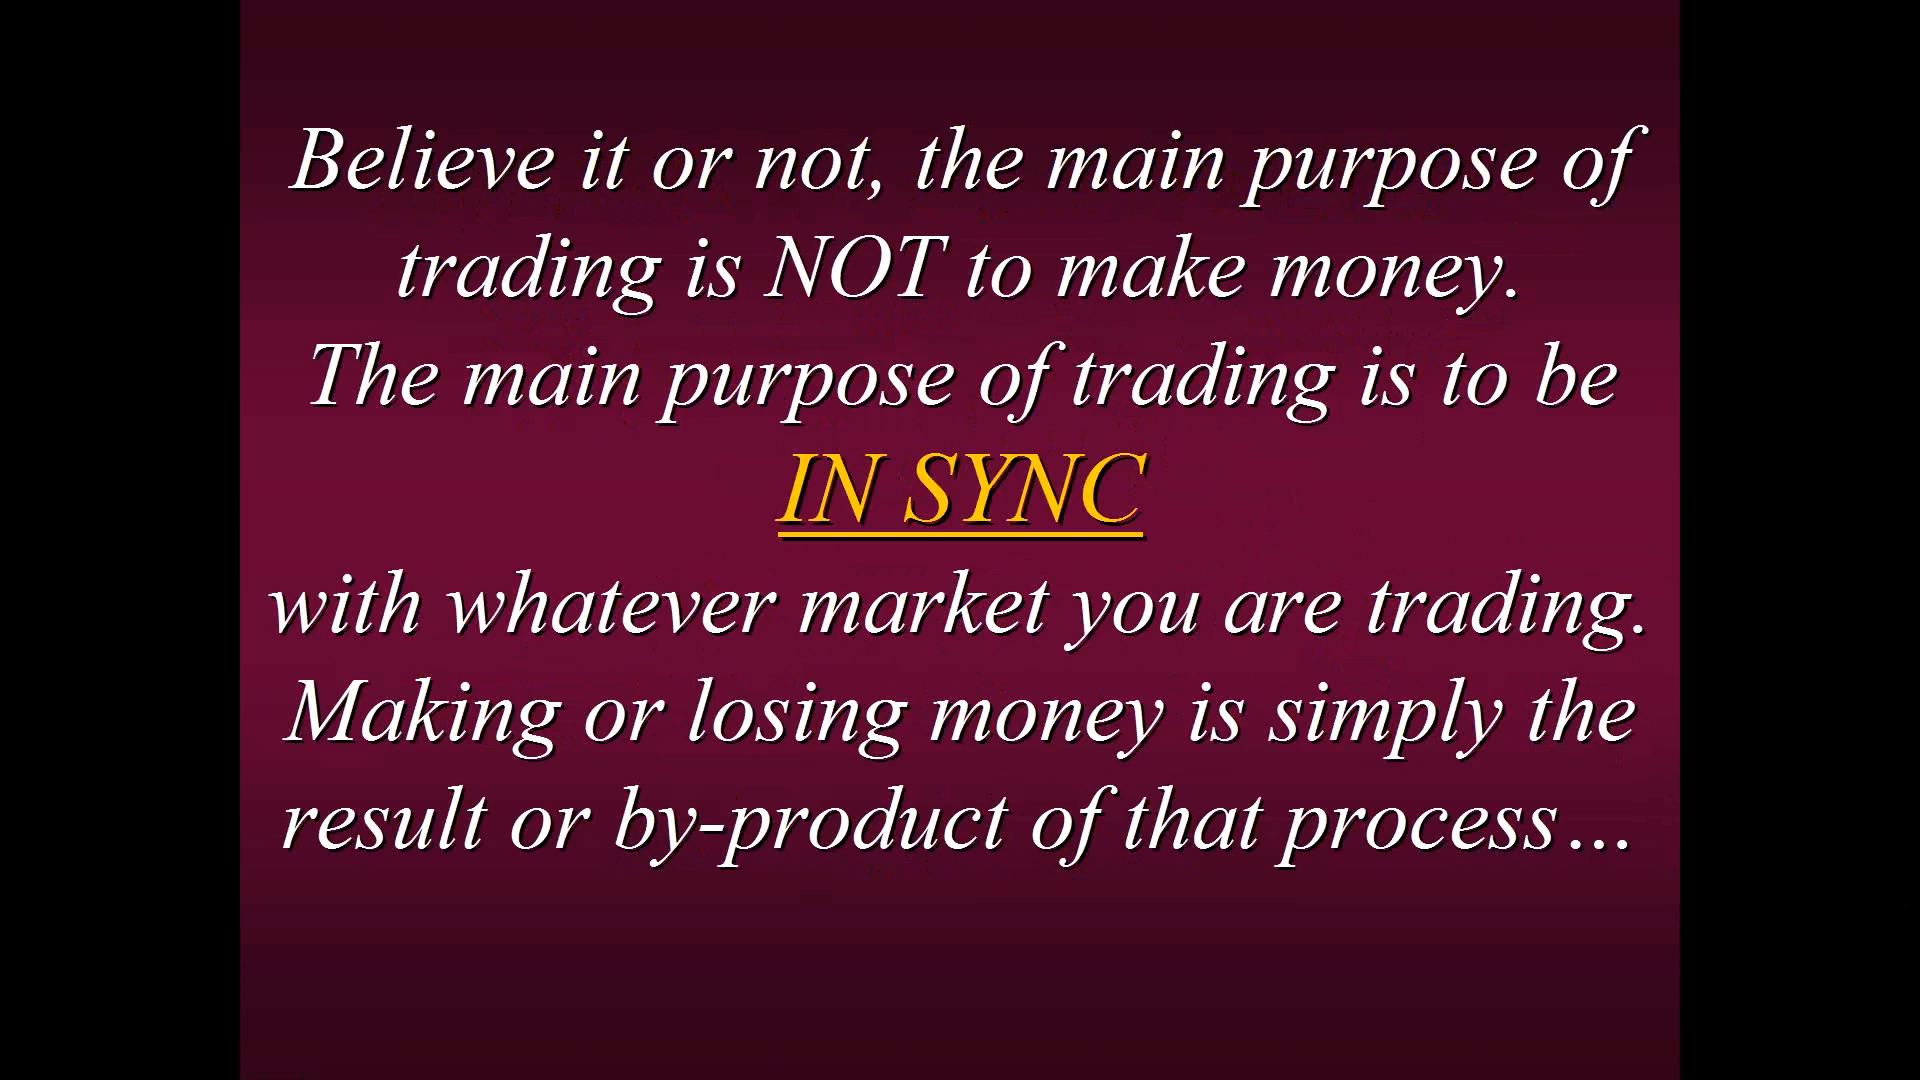 Believe it or not, the main purpose of
trading is NOT to make money.
The main purpose of trading is to be
IN SYNC
with whatever market you are trading.
Making or losing money is simply the
result or by-product of that process…